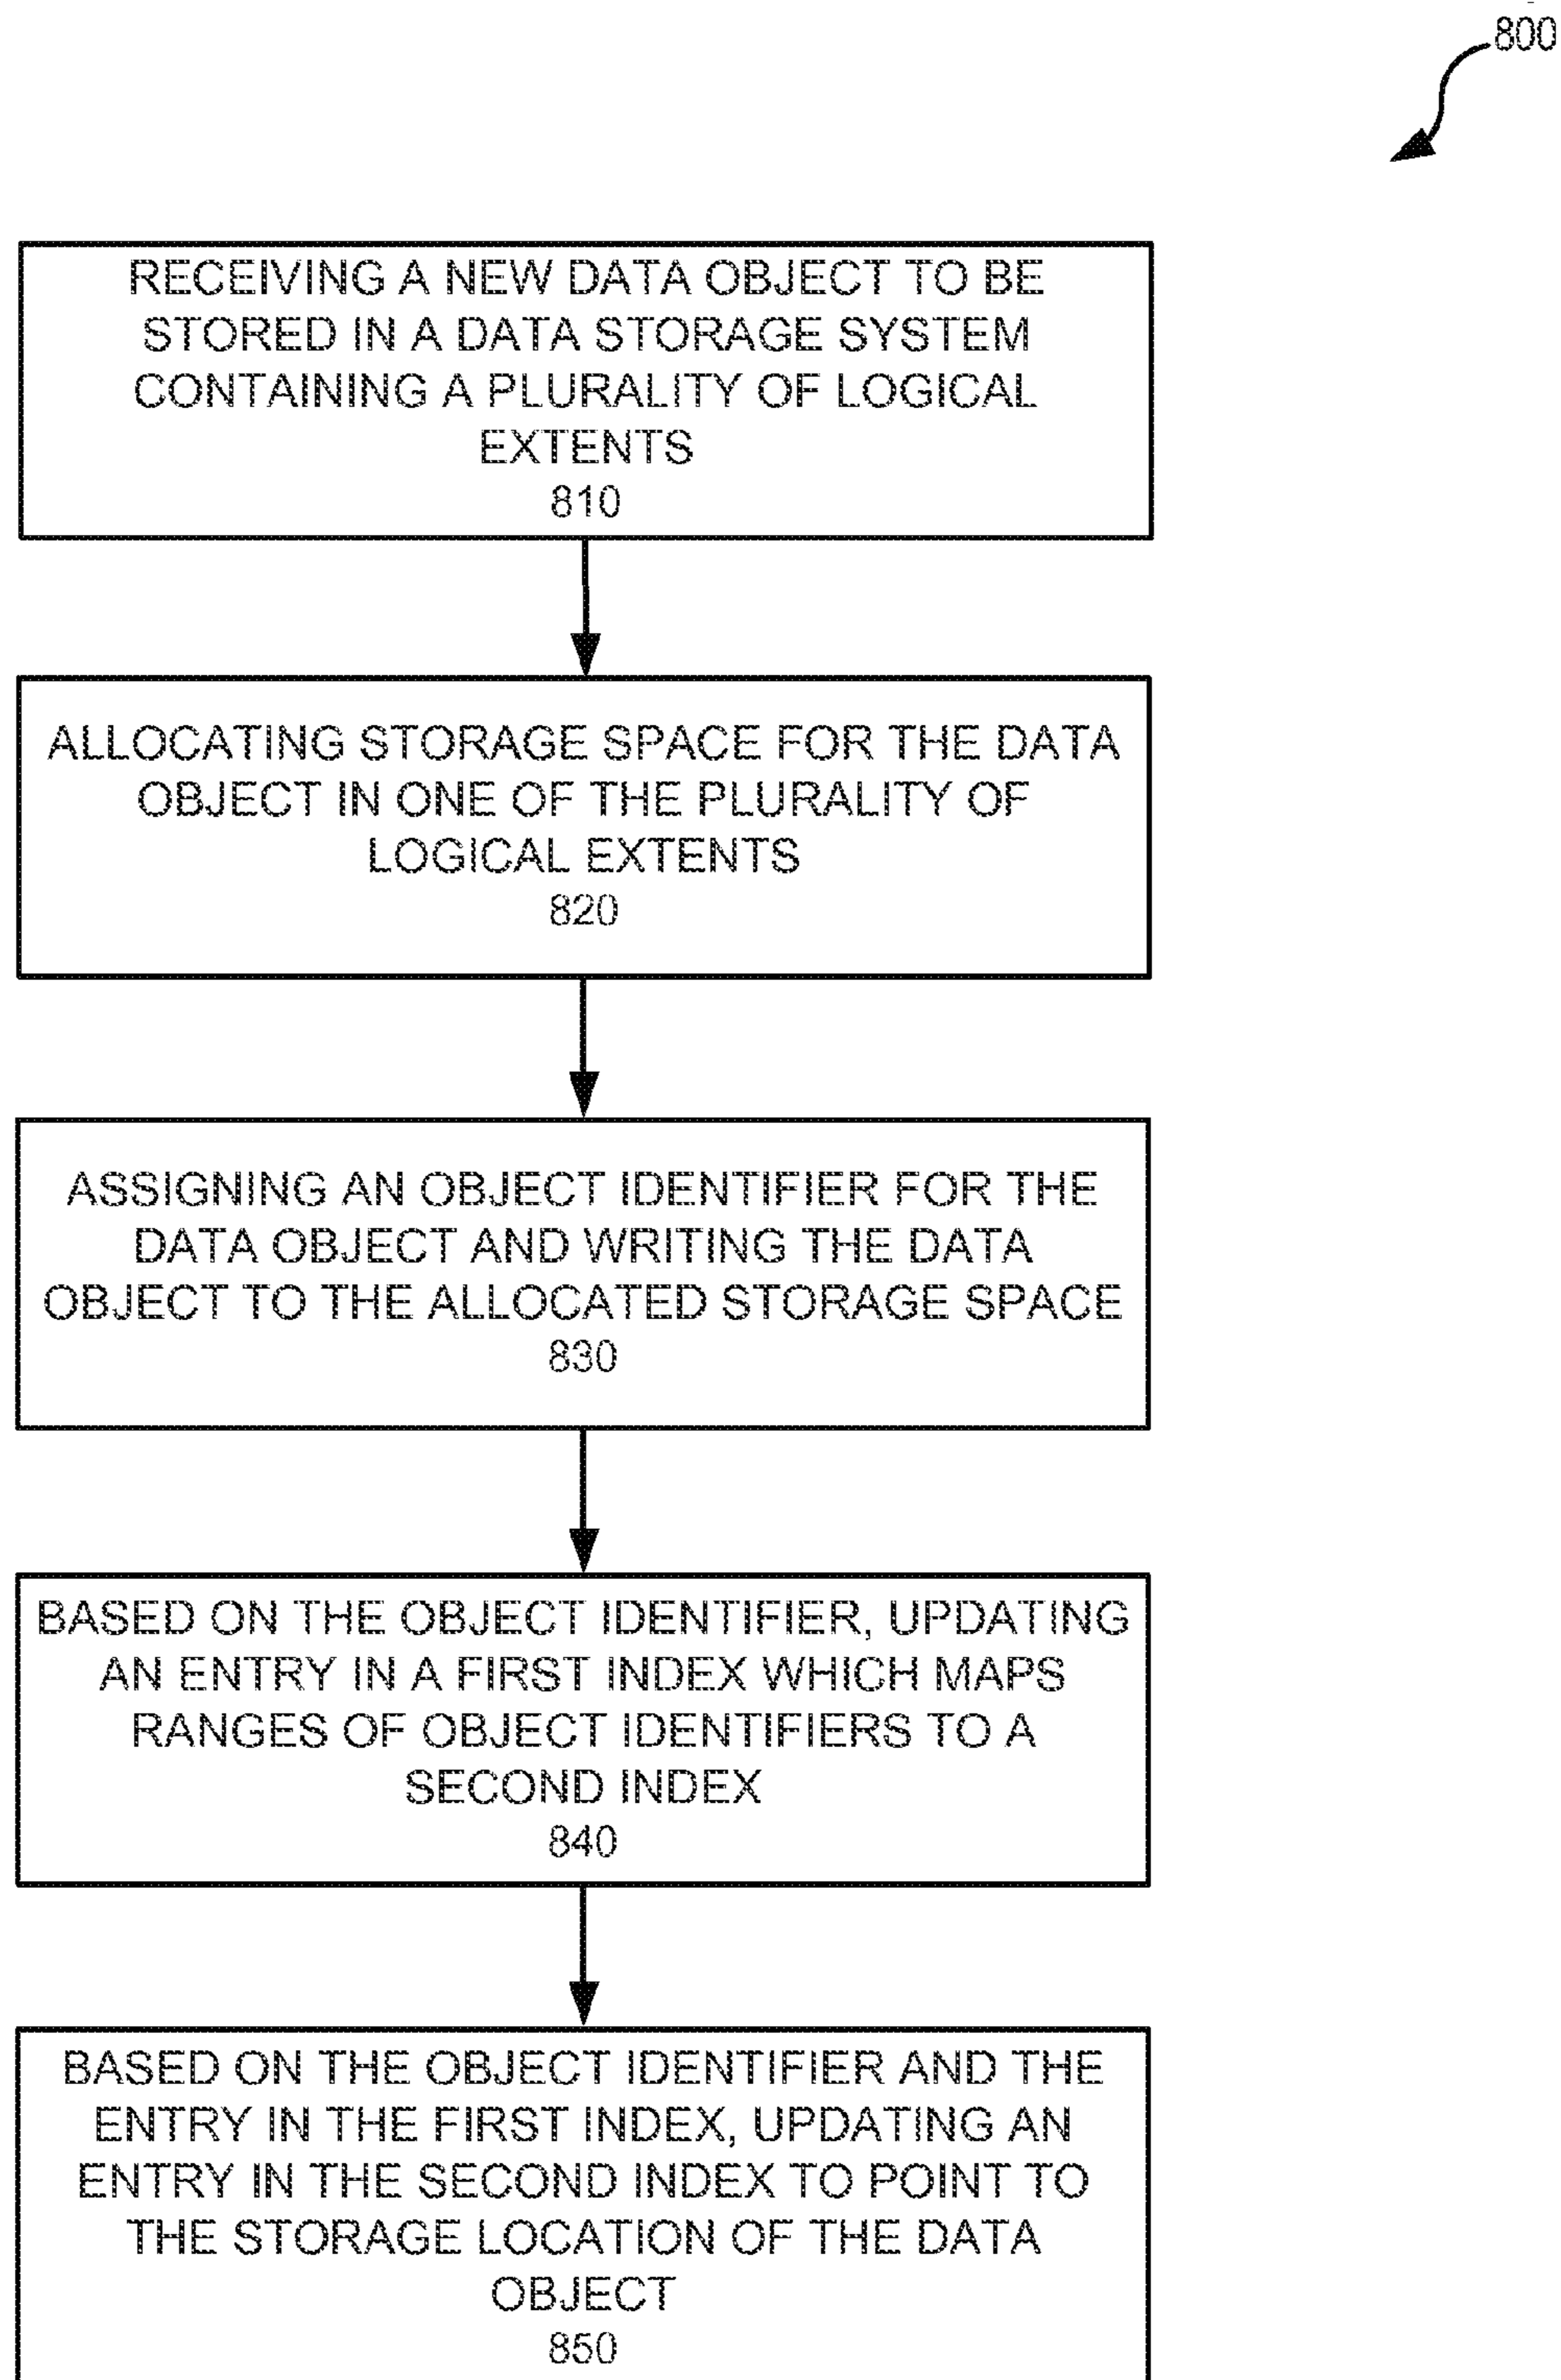 800
RECEIVING A NEW DATA OBJECT TO BE
STORED IN A DATA STORAGE SYSTEM
CONTAINING A PLURALITY OF LOGICAL
EXTENTS
810
ALLOCATING STORAGE SPACE FOR THE DATA
OBJECT IN ONE OF THE PLURALITY OF
LOGICAL EXTENTS
820
ASSIGNING AN OBJECT IDENTIFIER FOR THE
DATA OBJECT AND WRITING THE DATA
OBJECT TO THE ALLOCATED STORAGE SPACE
830
BASED ON THE OBJECT IDENTIFIER, UPDATING
AN ENTRY IN A FIRST INDEX WHICH MAPS
RANGES OF OBJECT IDENTIFIERS TO A
SECOND INDEX
840
BASED ON THE OBJECT IDENTIFIER AND THE
ENTRY IN THE FIRST INDEX, UPDATING AN
ENTRY IN THE SECOND INDEX TO POINT TO
THE STORAGE LOCATION OF THE DATA
OBJECT
850